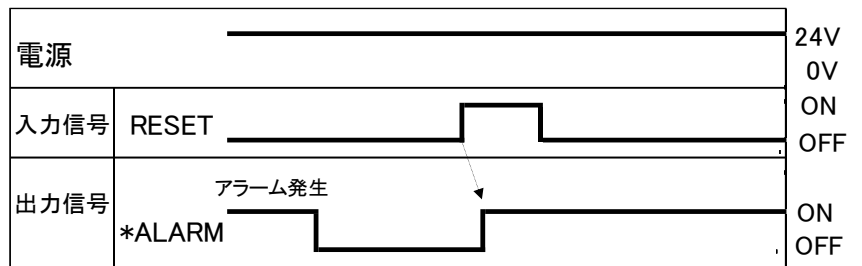 電源
24V
0V
入力信号
RESET
ON
OFF
出力信号
アラーム発生
*ALARM
ON
OFF